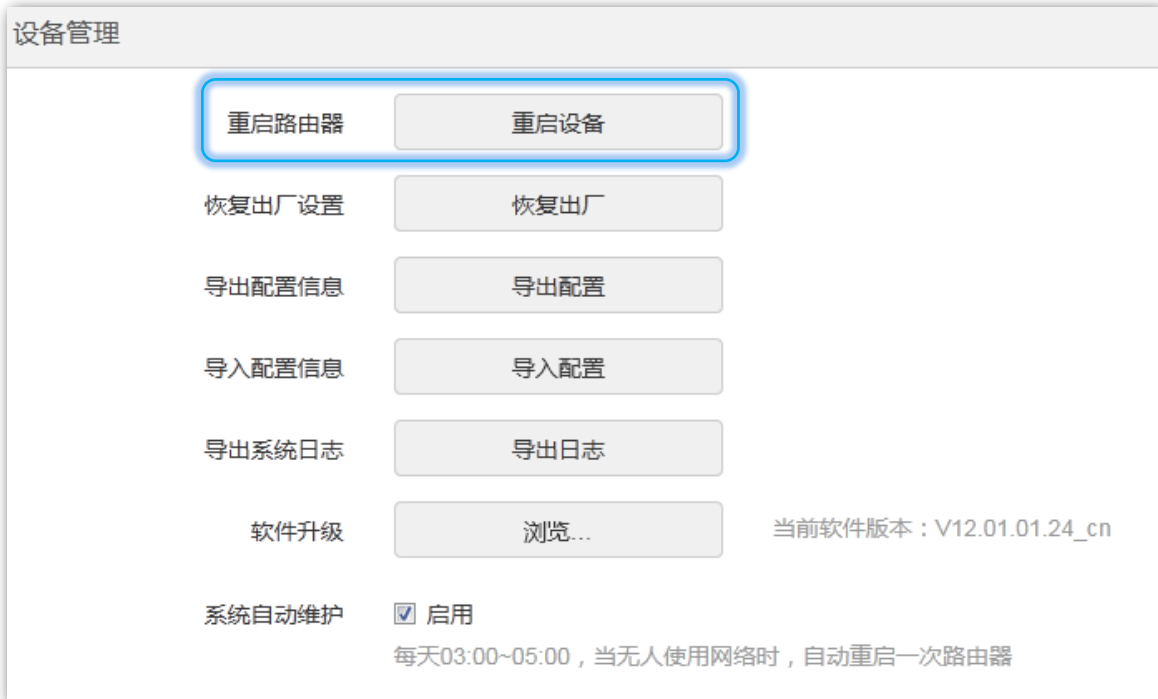 设备管理
重启路由器 重启设备
恢复出厂设置 恢复出厂
导出配置信息 导出配置
导入配置信息 导入配置
导出系统日志 导出日志
软件升级 浏览... 当前软件版本：V12.01.01.24_cn
系统自动维护 启用
每天03:00~05:00，当无人使用网络时，自动重启一次路由器